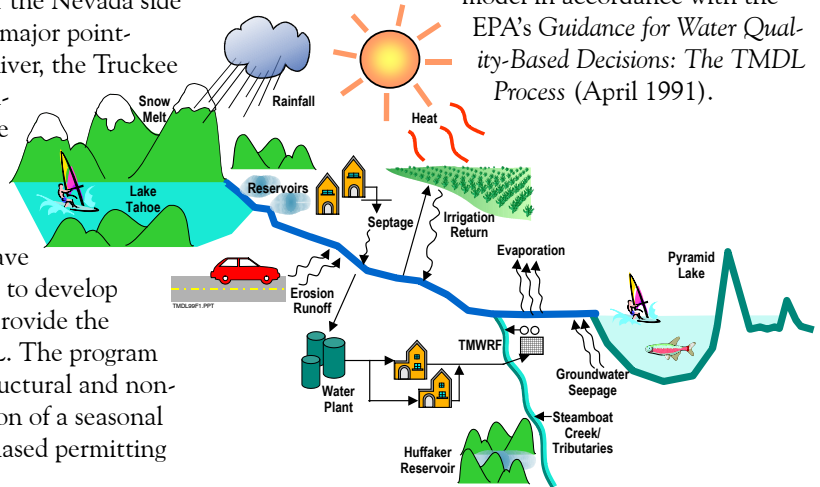 the Nevada side
major point-
iver, the Truckee
EPA's Guidance for Water Qual-
ity-Based Decisions: The TMDL
Process (April 1991).
Snow
Melt
Rainfall
Heat
Lake
Tahoe
Reservoirs
Septage
Irrigation
Return
Evaporation
Pyramid
Lake
Erosion
Runoff
TMDL99F1.PPT
TMWRF
Water
Plant
Groundwater
Seepage
Steamboat
Creek/
Tributaries
Huffaker
Reservoir
ave
to develop
rovide the
L. The program
uctural and non-
on of a seasonal
ased permitting